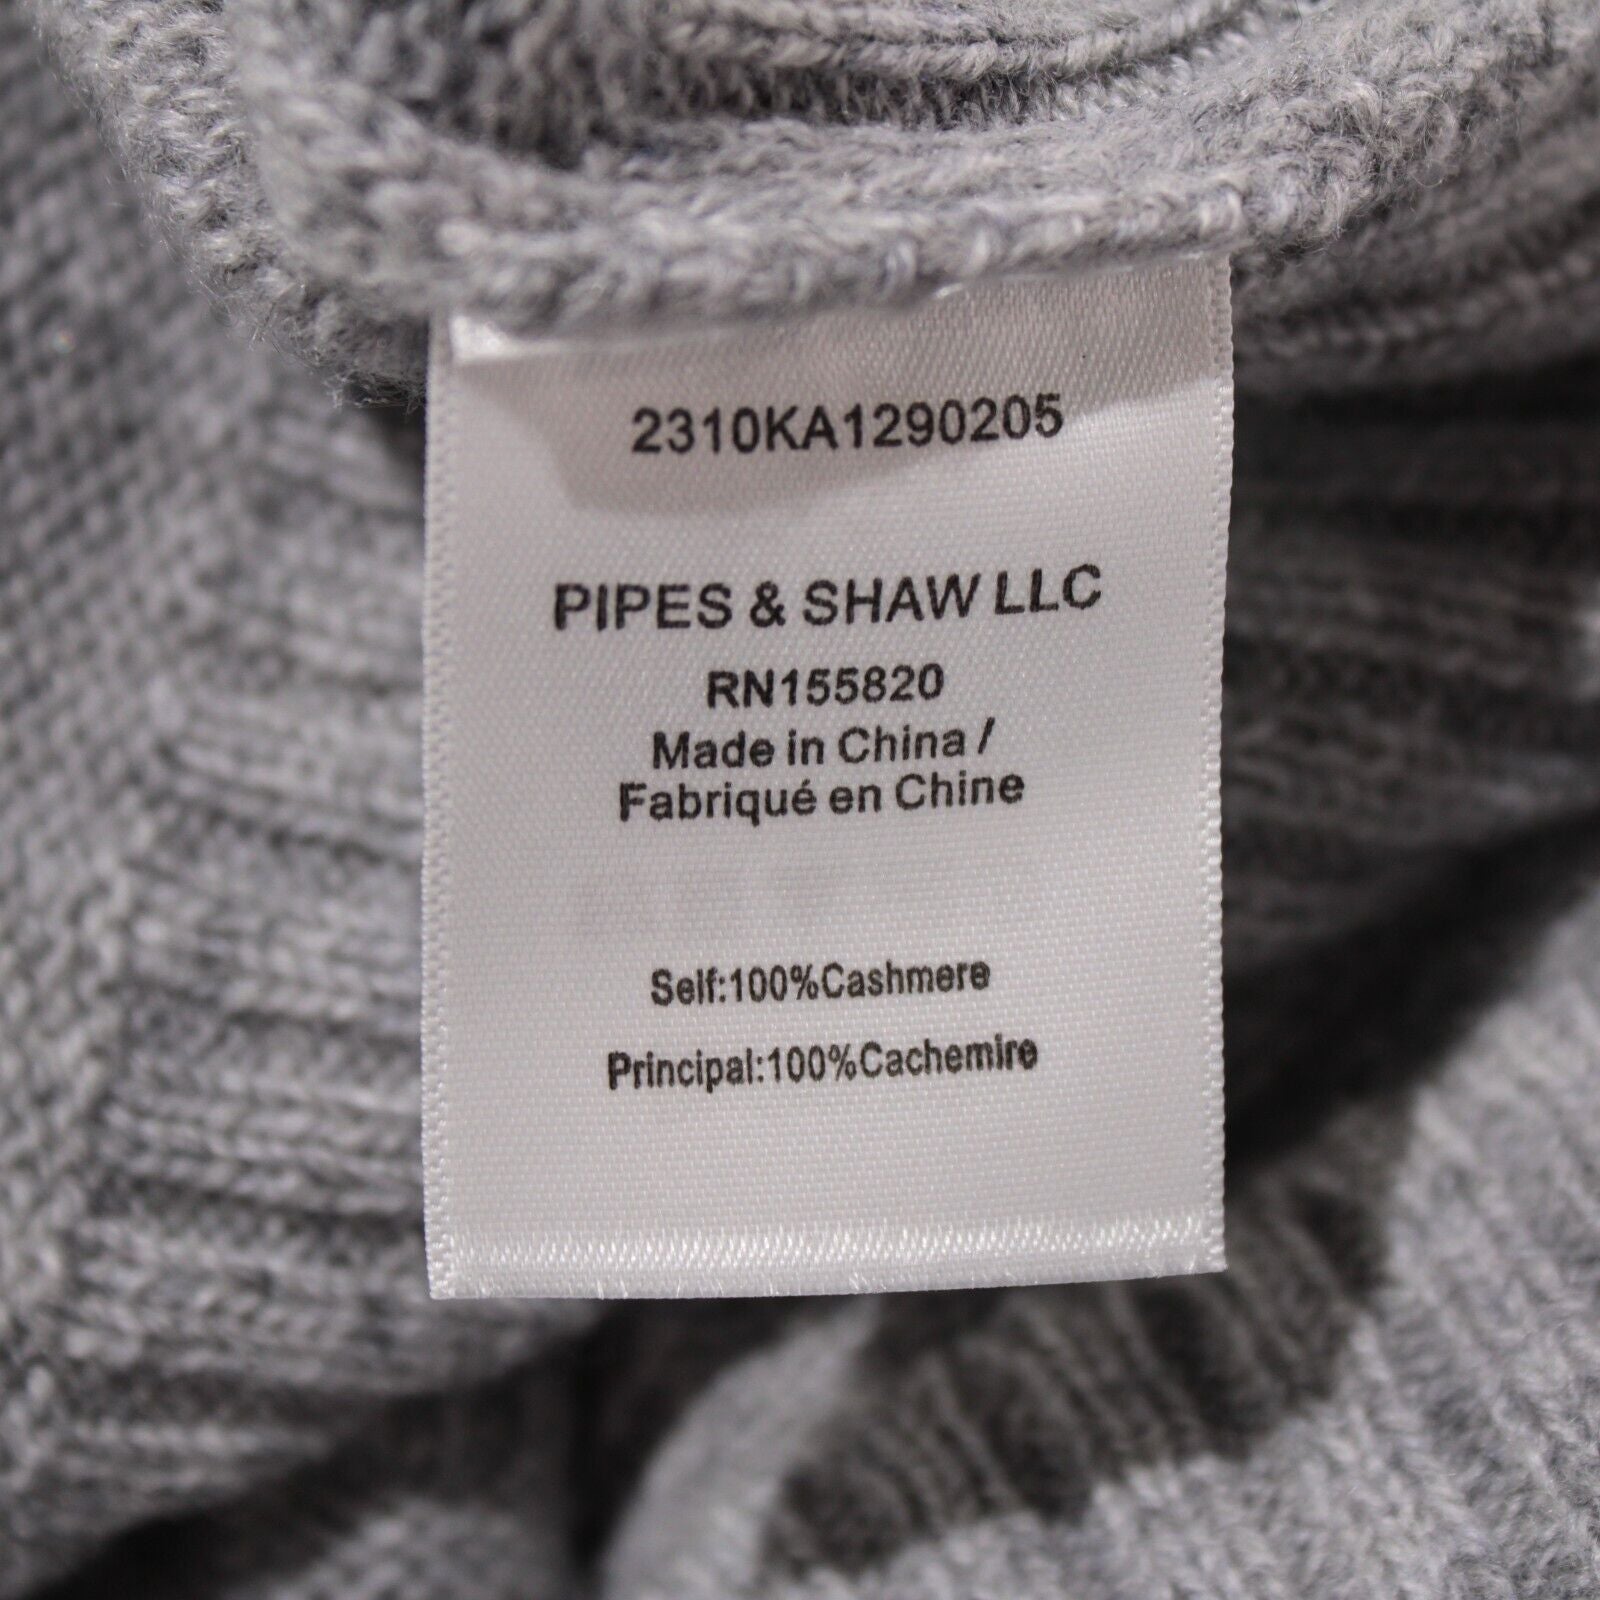 2310KA1290205
PIPES & SHAW LLC
RN155820
Made in China /
Fabriqué en Chine
Self:100%Cashmere
Principal:100%Cachemire